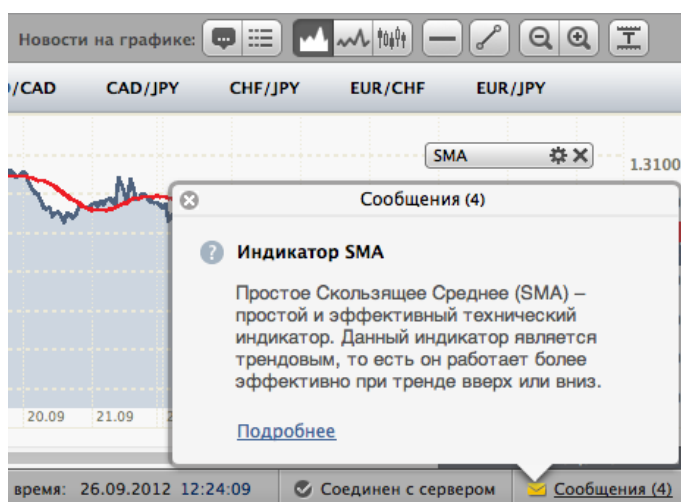 Новости на графике:
/CAD CAD/JPY CHF/JPY EUR/CHF EUR/JPY
SMA
1.3100
Сообщения (4)
Индикатор SMA
Простое Скользящее Среднее (SMA) –
простой и эффективный технический
индикатор. Данный индикатор является
трендовым, то есть он работает более
эффективно при тренде вверх или вниз.
Подробнее
20.09 21.09
время: 26.09.2012 12:24:09 Соединен с сервером Сообщения (4)